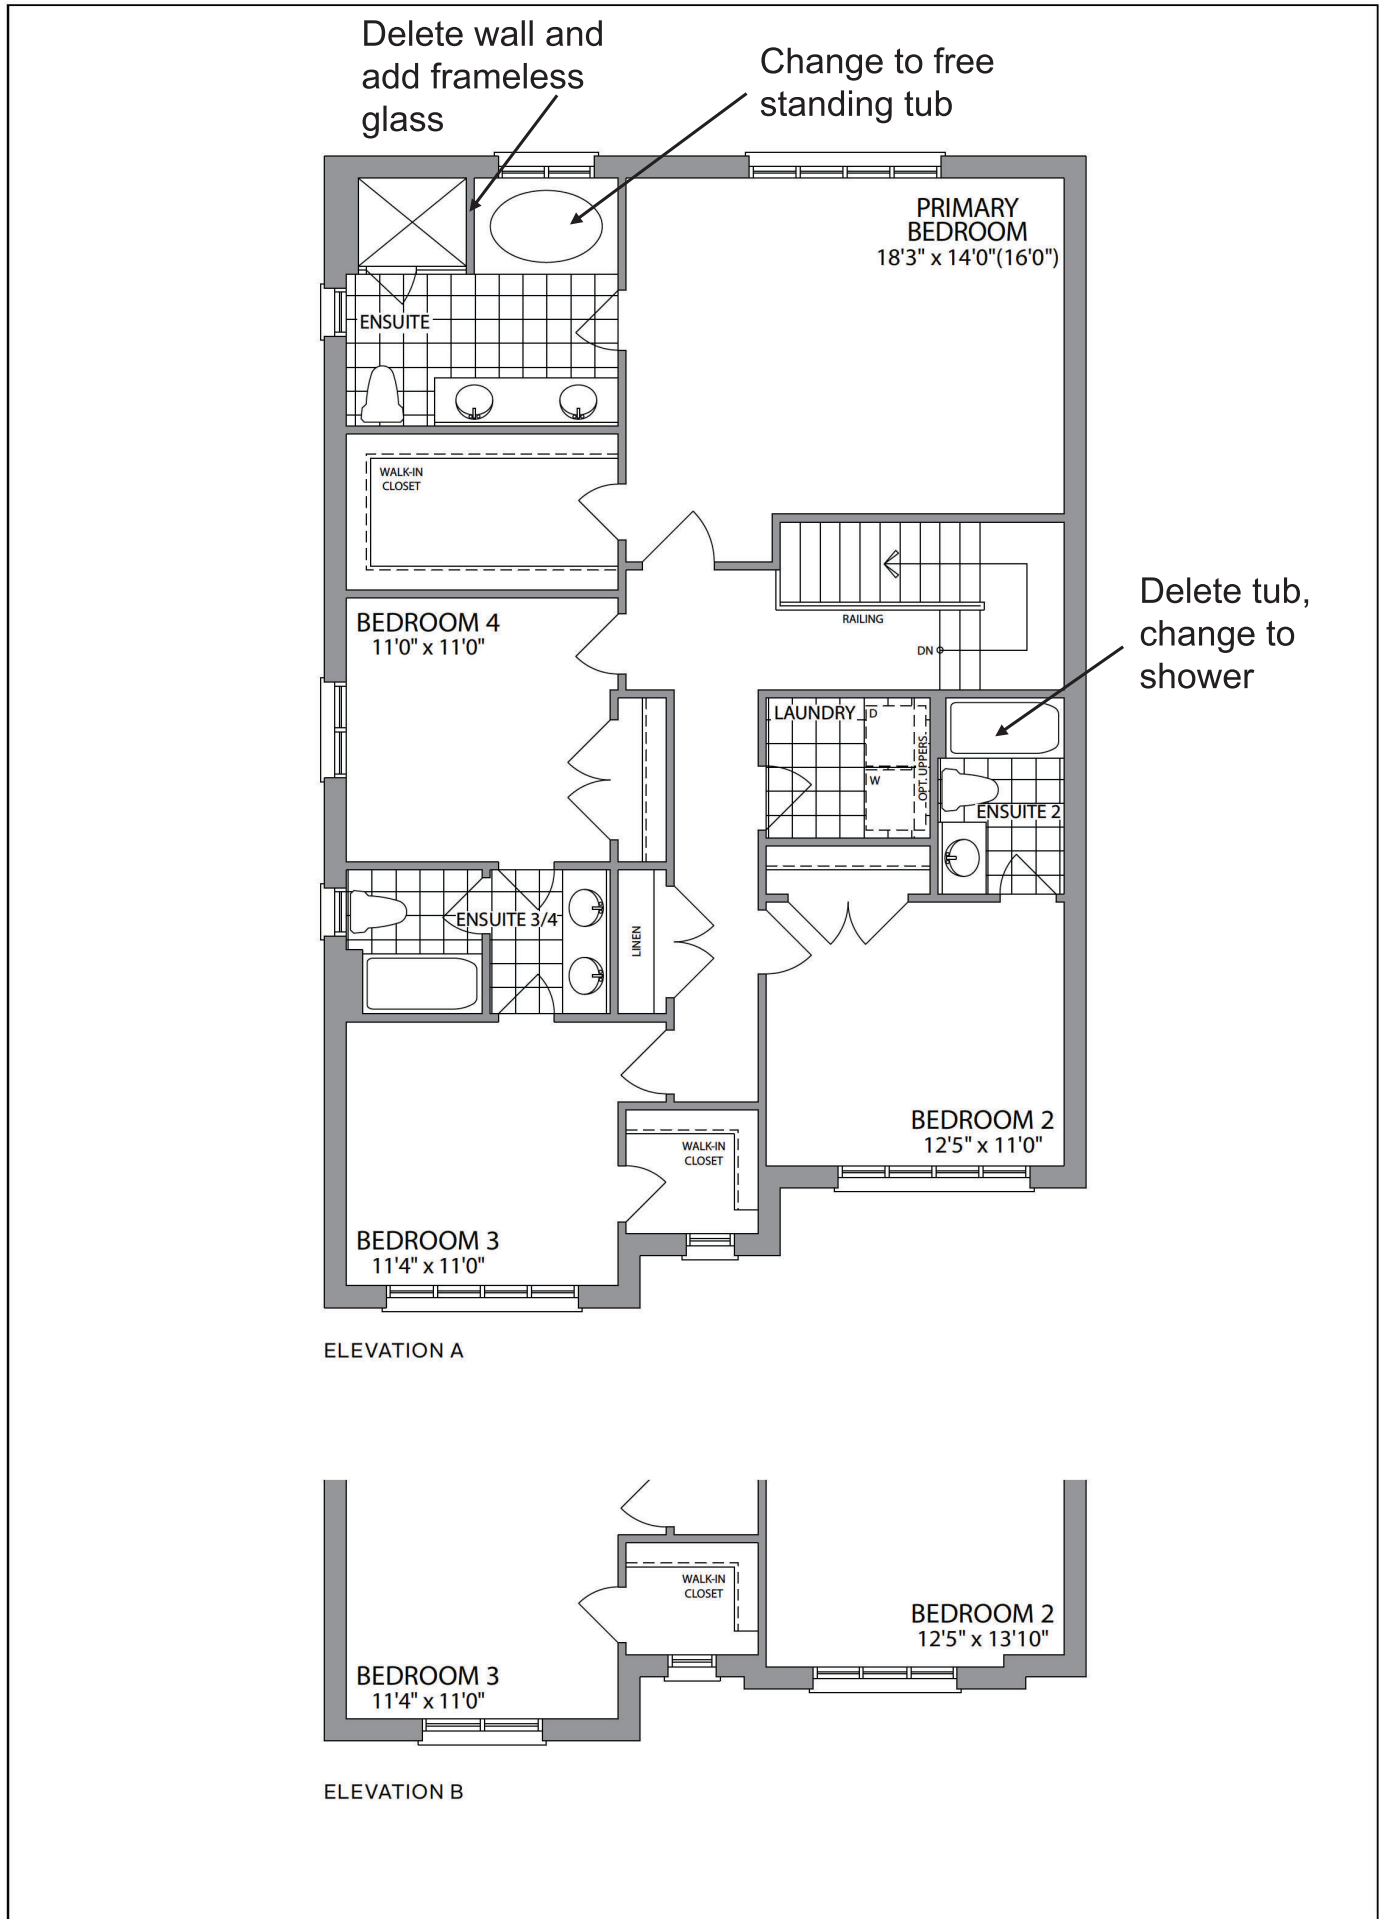 Delete wall and
add frameless
glass
Change to free
standing tub
PRIMARY
BEDROOM
18'3" x 14'0"(16'0")
ENSUITE
WALK-IN
CLOSET
RAILING
DN
Delete tub,
change to
shower
BEDROOM 4
11'0" x 11'0"
LAUNDRY
D
W
OPT. UPPERS
ENSUITE 2
ENSUITE 3/4
LINEN
BEDROOM 2
12'5" x 11'0"
WALK-IN
CLOSET
BEDROOM 3
11'4" x 11'0"
ELEVATION A
WALK-IN
CLOSET
BEDROOM 2
12'5" x 13'10"
BEDROOM 3
11'4" x 11'0"
ELEVATION B